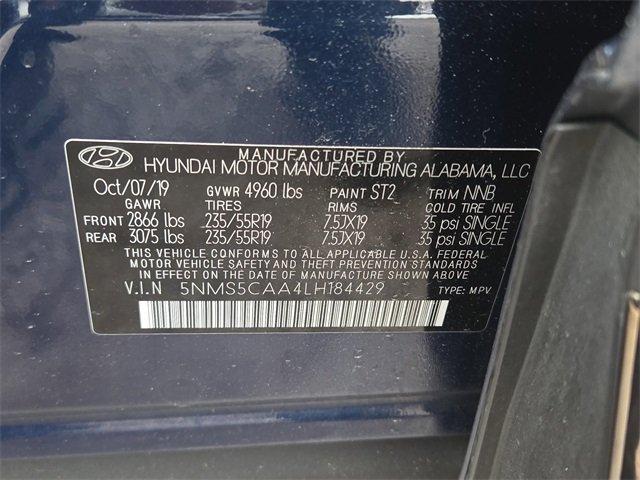 MANUFACTURED BY
HYUNDAI MOTOR MANUFACTURING ALABAMA, LLC
Oct/07/19 GVWR 4960 lbs PAINT ST2 TRIM NNB
GAWR TIRES RIMS COLD TIRE INFL
FRONT 2866 lbs 235/55R19 7.5JX19 35 psi SINGLE
REAR 3075 lbs 235/55R19 7.5JX19 35 psi SINGLE
THIS VEHICLE CONFORMS TO ALL APPLICABLE U.S.A. FEDERAL
MOTOR VEHICLE SAFETY AND THEFT PREVENTION STANDARDS
IN EFFECT ON THE DATE OF MANUFACTURE SHOWN ABOVE.
V.I.N 5NMS5CAA4LH184429 TYPE: MPV